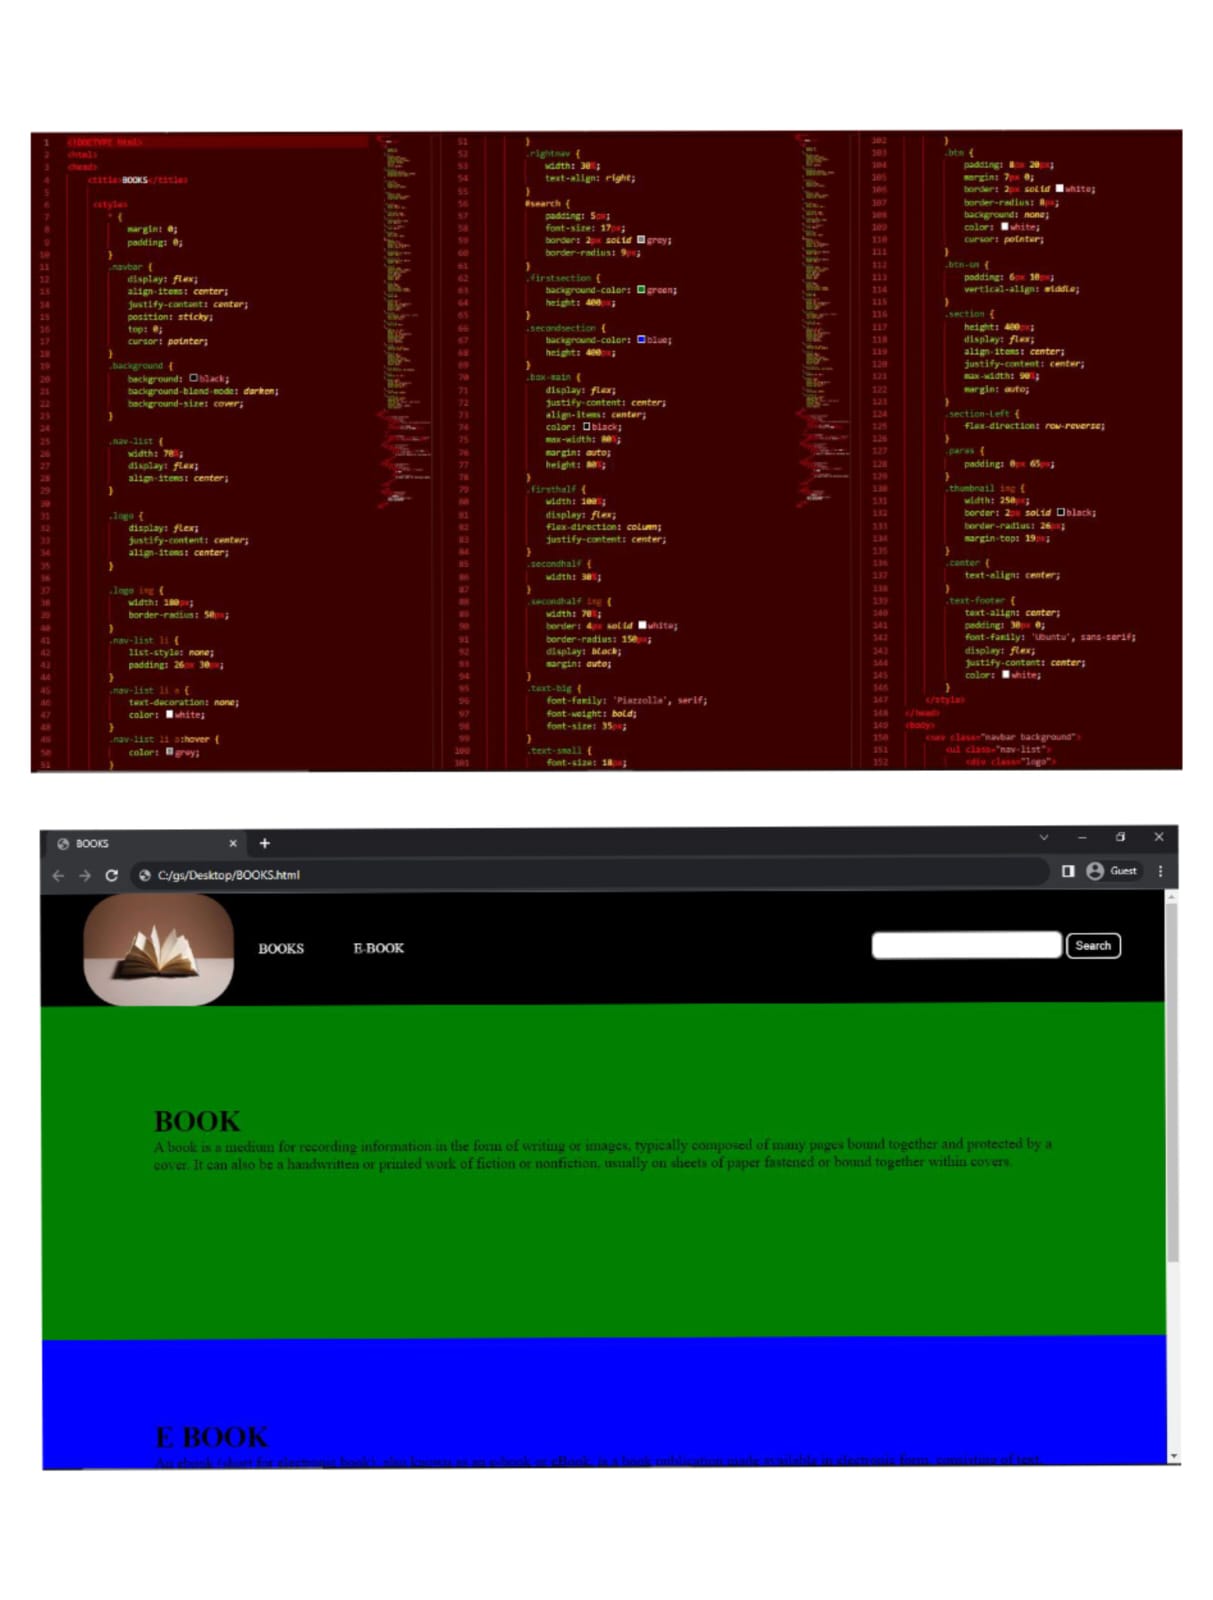 1 <!DOCTYPE html>
2 <html>
3 <head>
4 <title>BOOKS</title>
5
6 <style>
7 * {
8 margin: 0;
9 padding: 0;
10 }
11 .navbar {
12 display: flex;
13 align-items: center;
14 justify-content: center;
15 position: sticky;
16 top: 0;
17 cursor: pointer;
18 }
19 .background {
20 background: black;
21 background-blend-mode: darken;
22 background-size: cover;
23 }
24
25 .nav-list {
26 width: 70%;
27 display: flex;
28 align-items: center;
29 }
30
31 .logo {
32 display: flex;
33 justify-content: center;
34 align-items: center;
35 }
36
37 .logo img {
38 width: 180px;
39 border-radius: 50px;
40 }
41 .nav-list li {
42 list-style: none;
43 padding: 26px 30px;
44 }
45 .nav-list li a {
46 text-decoration: none;
47 color: white;
48 }
49 .nav-list li a:hover {
50 color: grey;
51 }
51 }
52 .rightnav {
53 width: 30%;
54 text-align: right;
55 }
56 #search {
57 padding: 5px;
58 font-size: 17px;
59 border: 2px solid grey;
60 border-radius: 9px;
61 }
62 .firstsection {
63 background-color: green;
64 height: 400px;
65 }
66 .secondsection {
67 background-color: blue;
68 height: 400px;
69 }
70 .box-main {
71 display: flex;
72 justify-content: center;
73 align-items: center;
74 color: black;
75 max-width: 80%;
76 margin: auto;
77 height: 80%;
78 }
79 .firsthalf {
80 width: 100%;
81 display: flex;
82 flex-direction: column;
83 justify-content: center;
84 }
85 .secondhalf {
86 width: 30%;
87 }
88 .secondhalf img {
89 width: 70%;
90 border: 4px solid white;
91 border-radius: 150px;
92 display: block;
93 margin: auto;
94 }
95 .text-big {
96 font-family: 'Piazzolla', serif;
97 font-weight: bold;
98 font-size: 35px;
99 }
100 .text-small {
101 font-size: 18px;
102 }
103 .btn {
104 padding: 8px 20px;
105 margin: 7px 0;
106 border: 2px solid white;
107 border-radius: 8px;
108 background: none;
109 color: white;
110 cursor: pointer;
111 }
112 .btn-sm {
113 padding: 6px 10px;
114 vertical-align: middle;
115 }
116 .section {
117 height: 400px;
118 display: flex;
119 align-items: center;
120 justify-content: center;
121 max-width: 90%;
122 margin: auto;
123 }
124 .section-Left {
125 flex-direction: row-reverse;
126 }
127 .paras {
128 padding: 0px 65px;
129 }
130 .thumbnail img {
131 width: 250px;
132 border: 2px solid black;
133 border-radius: 26px;
134 margin-top: 19px;
135 }
136 .center {
137 text-align: center;
138 }
139 .text-footer {
140 text-align: center;
141 padding: 30px 0;
142 font-family: 'Ubuntu', sans-serif;
143 display: flex;
144 justify-content: center;
145 color: white;
146 }
147 </style>
148 </head>
149 <body>
150 <nav class="navbar background">
151 <ul class="nav-list">
152 <div class="logo">
BOOKS
C:/gs/Desktop/BOOKS.html
Guest
BOOKS E-BOOK Search
BOOK
A book is a medium for recording information in the form of writing or images, typically composed of many pages bound together and protected by a
cover. It can also be a handwritten or printed work of fiction or nonfiction, usually on sheets of paper fastened or bound together within covers.
E BOOK
An ebook (short for electronic book), also known as an e-book or eBook, is a book publication made available in electronic form, consisting of text,